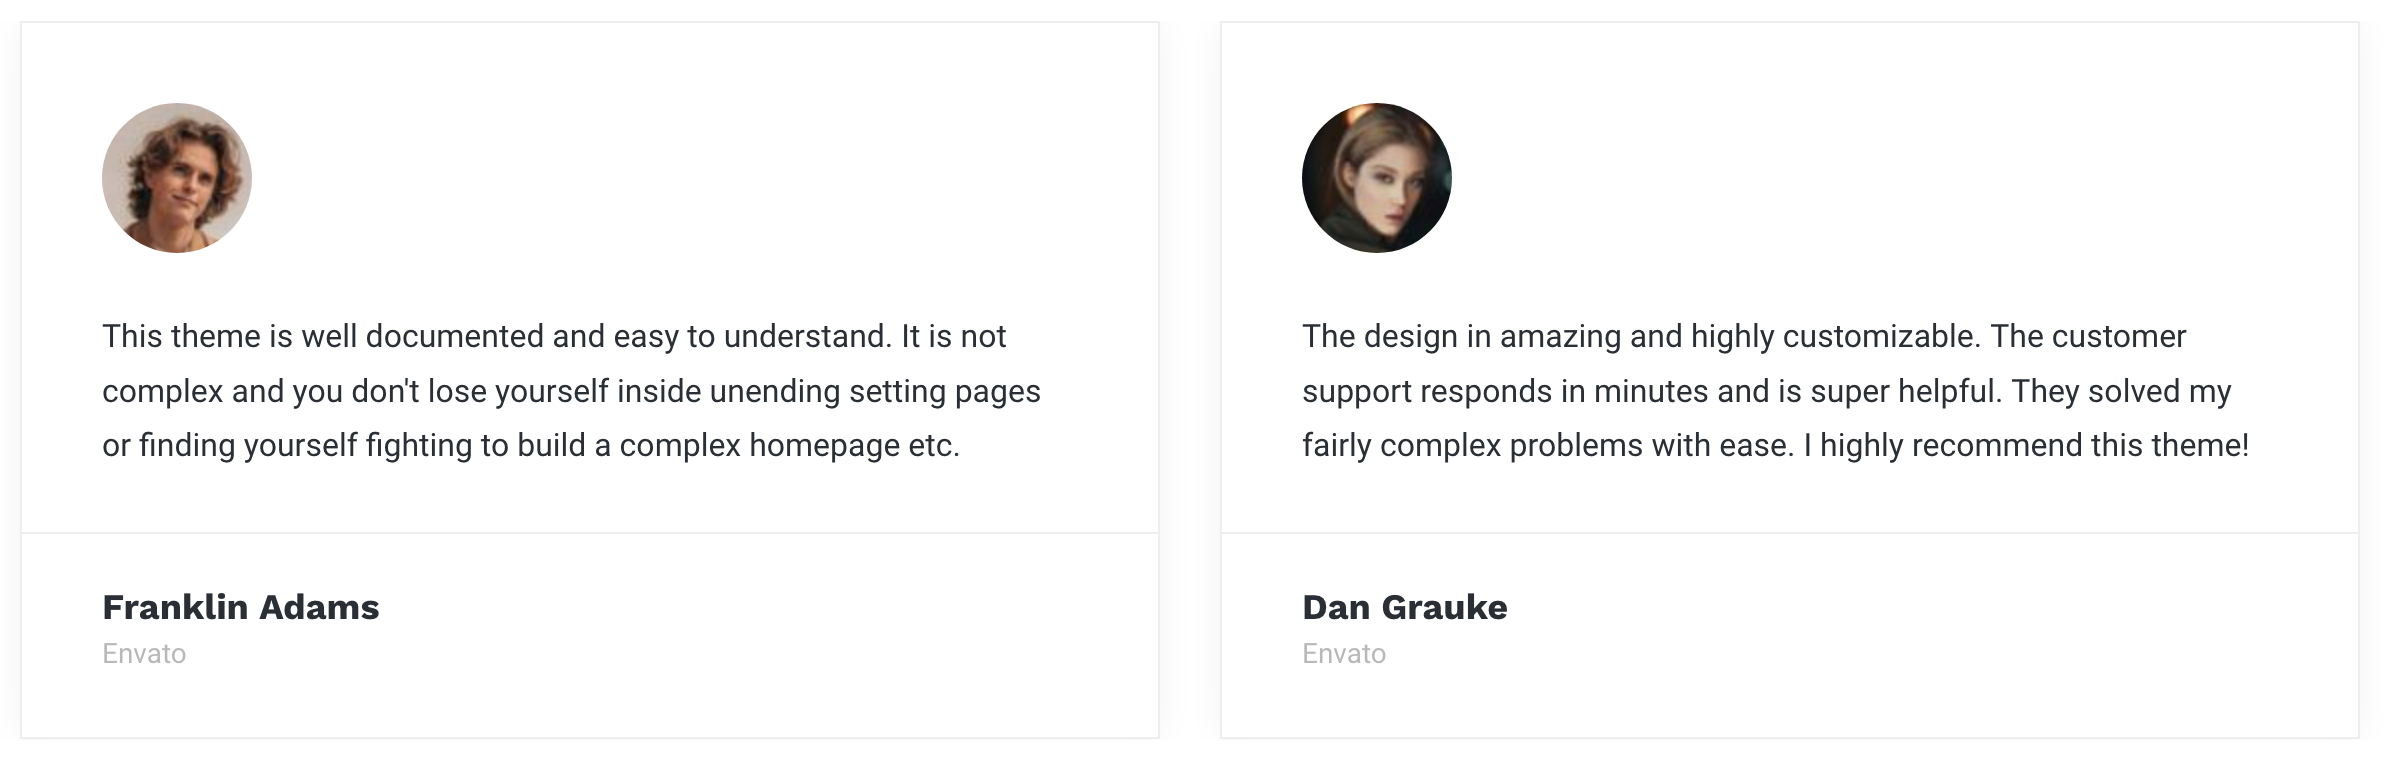 This theme is well documented and easy to understand. It is not
complex and you don't lose yourself inside unending setting pages
or finding yourself fighting to build a complex homepage etc.
Franklin Adams
Envato
The design in amazing and highly customizable. The customer
support responds in minutes and is super helpful. They solved my
fairly complex problems with ease. I highly recommend this theme!
Dan Grauke
Envato